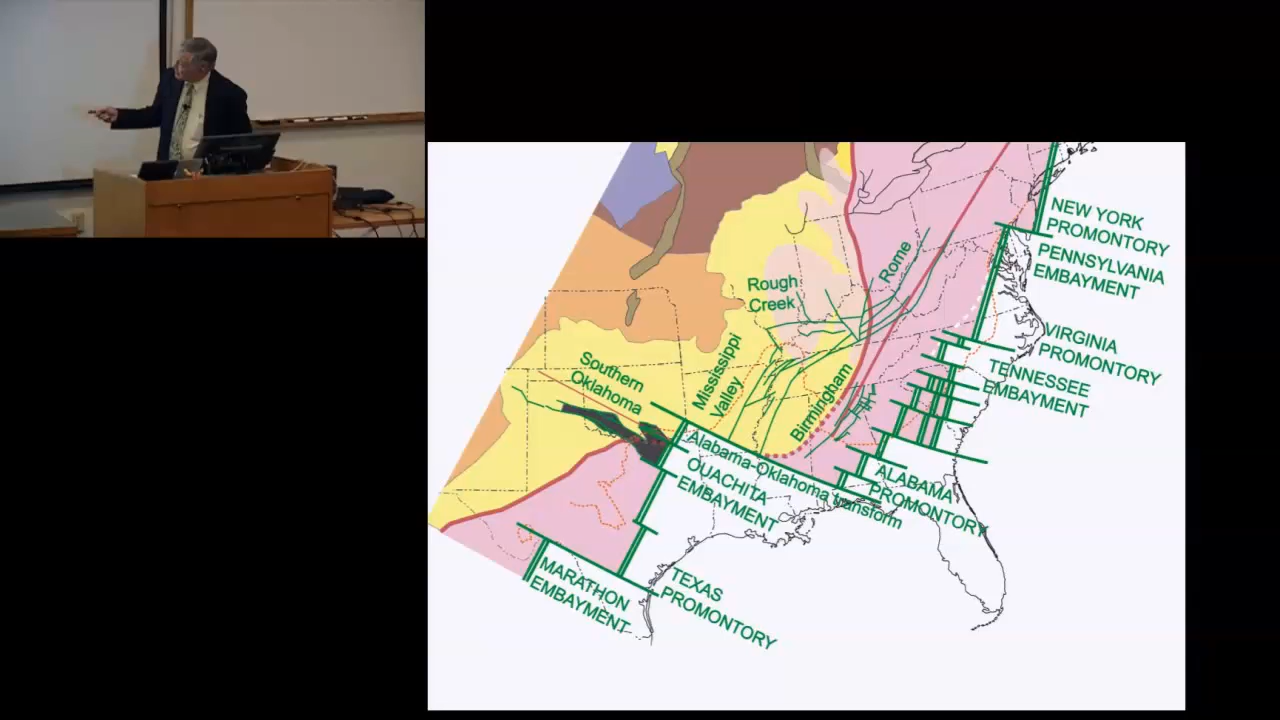 NEW YORK
PROMONTORY
PENNSYLVANIA
EMBAYMENT
Rome
Rough
Creek
VIRGINIA
PROMONTORY
TENNESSEE
EMBAYMENT
Mississippi
Valley
Southern
Oklahoma
Birmingham
Alabama-Oklahoma transform
OUACHITA
EMBAYMENT
ALABAMA
PROMONTORY
MARATHON
EMBAYMENT
TEXAS
PROMONTORY